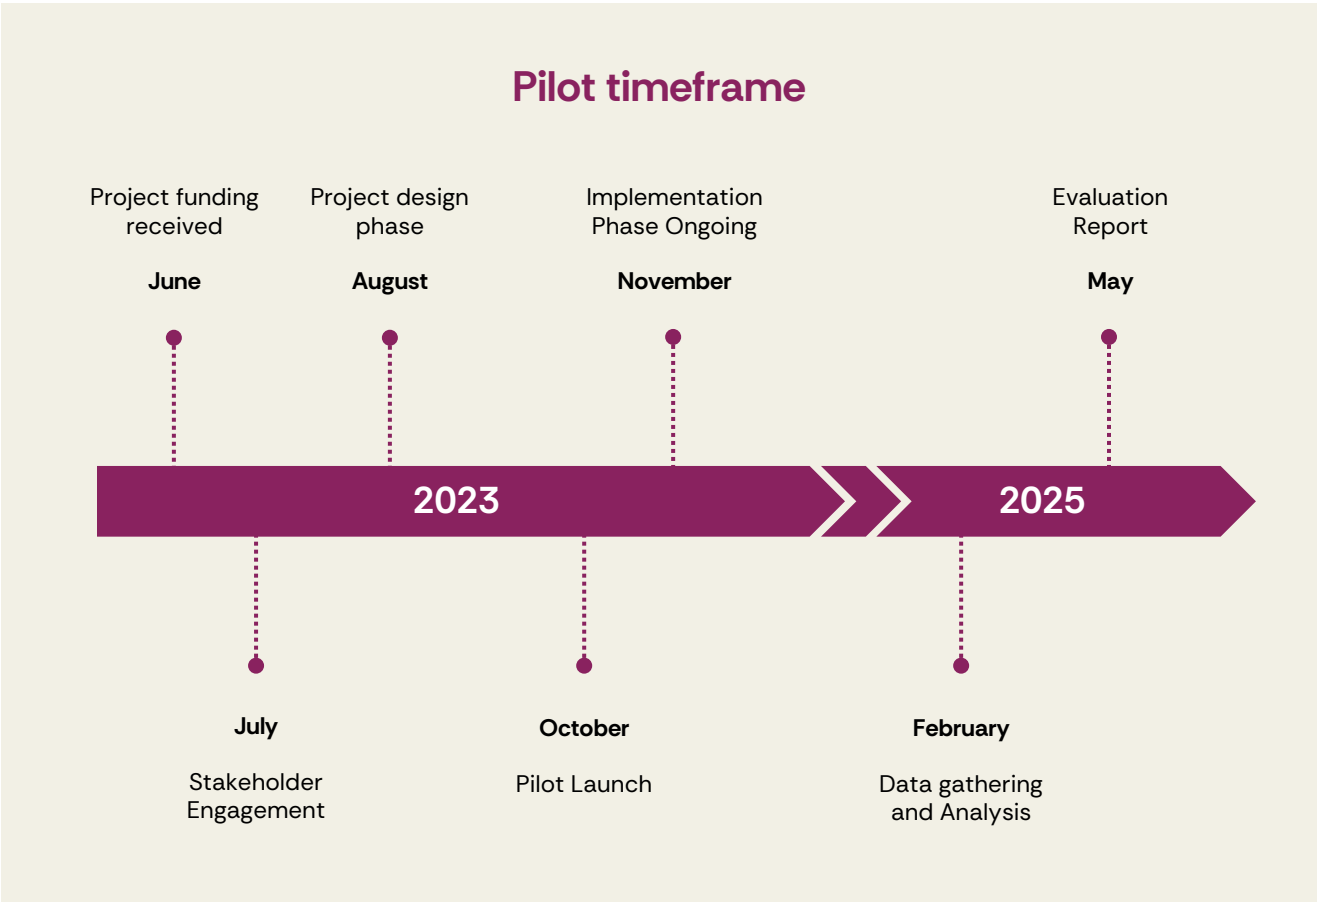 Pilot timeframe
Project funding
received
June
Project design
phase
August
Implementation
Phase Ongoing
November
Evaluation
Report
May
2023
2025
July
Stakeholder
Engagement
October
Pilot Launch
February
Data gathering
and Analysis